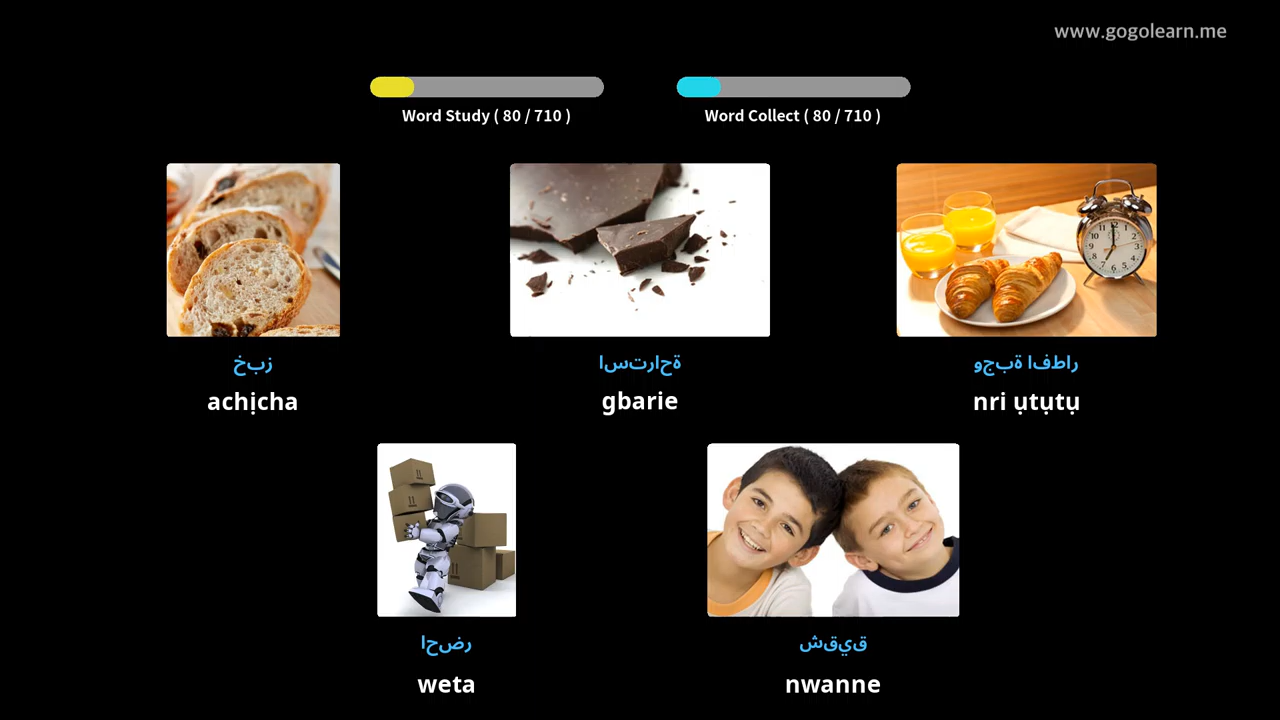 www.gogolearn.me
Word Study ( 80 / 710 )
Word Collect ( 80 / 710 )
خبز
achịcha
استراحة
gbarie
وجبة افطار
nri ụtụtụ
احضر
weta
شقيق
nwanne